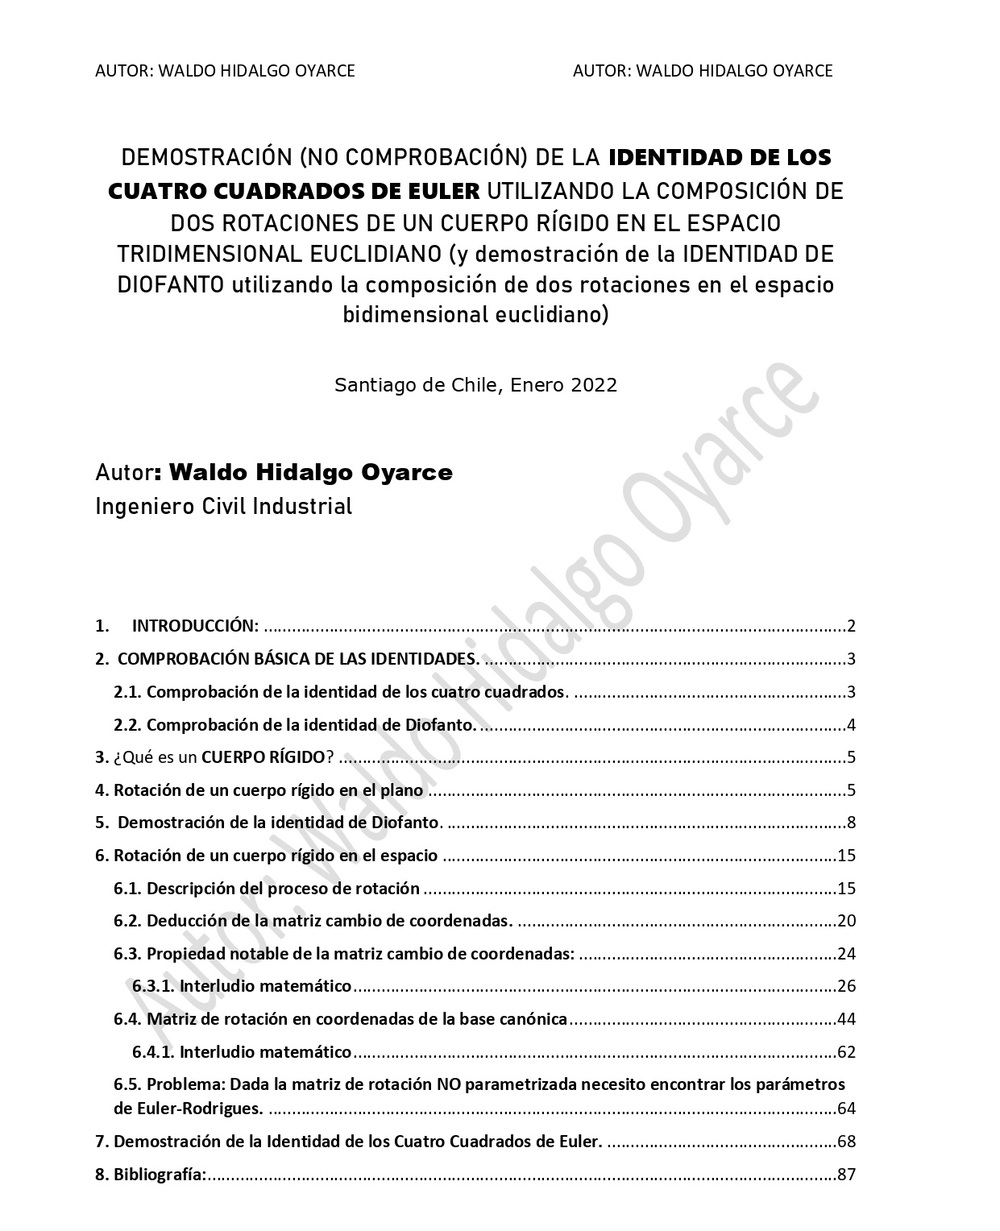 AUTOR: WALDO HIDALGO OYARCE AUTOR: WALDO HIDALGO OYARCE
DEMOSTRACIÓN (NO COMPROBACIÓN) DE LA IDENTIDAD DE LOS
CUATRO CUADRADOS DE EULER UTILIZANDO LA COMPOSICIÓN DE
DOS ROTACIONES DE UN CUERPO RÍGIDO EN EL ESPACIO
TRIDIMENSIONAL EUCLIDIANO (y demostración de la IDENTIDAD DE
DIOFANTO utilizando la composición de dos rotaciones en el espacio
bidimensional euclidiano)
Santiago de Chile, Enero 2022
Autor: Waldo Hidalgo Oyarce
Ingeniero Civil Industrial
1. INTRODUCCIÓN: ........ 2
2. COMPROBACIÓN BÁSICA DE LAS IDENTIDADES. ........ 3
2.1. Comprobación de la identidad de los cuatro cuadrados. ........ 3
2.2. Comprobación de la identidad de Diofanto. ........ 4
3. ¿Qué es un CUERPO RÍGIDO? ........ 5
4. Rotación de un cuerpo rígido en el plano ........ 5
5. Demostración de la identidad de Diofanto. ........ 8
6. Rotación de un cuerpo rígido en el espacio ........ 15
6.1. Descripción del proceso de rotación ........ 15
6.2. Deducción de la matriz cambio de coordenadas. ........ 20
6.3. Propiedad notable de la matriz cambio de coordenadas: ........ 24
6.3.1. Interludio matemático ........ 26
6.4. Matriz de rotación en coordenadas de la base canónica ........ 44
6.4.1. Interludio matemático ........ 62
6.5. Problema: Dada la matriz de rotación NO parametrizada necesito encontrar los parámetros
de Euler-Rodrigues. ........ 64
7. Demostración de la Identidad de los Cuatro Cuadrados de Euler. ........ 68
8. Bibliografía: ........ 87
Autor: Waldo Hidalgo Oyarce